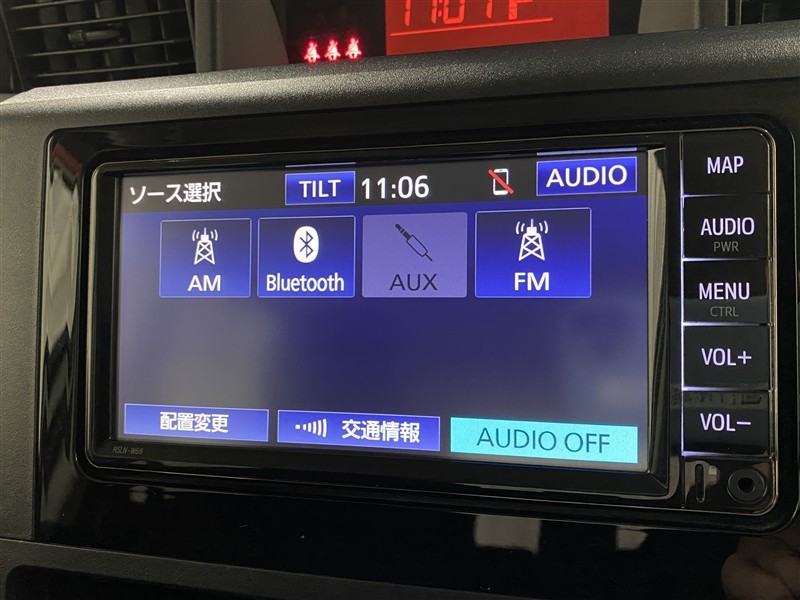 ソース選択 TILT 11:06 AUDIO
AM Bluetooth AUX FM
配置変更 交通情報 AUDIO OFF
MAP
AUDIO
PWR
MENU
CTRL
VOL+
VOL-